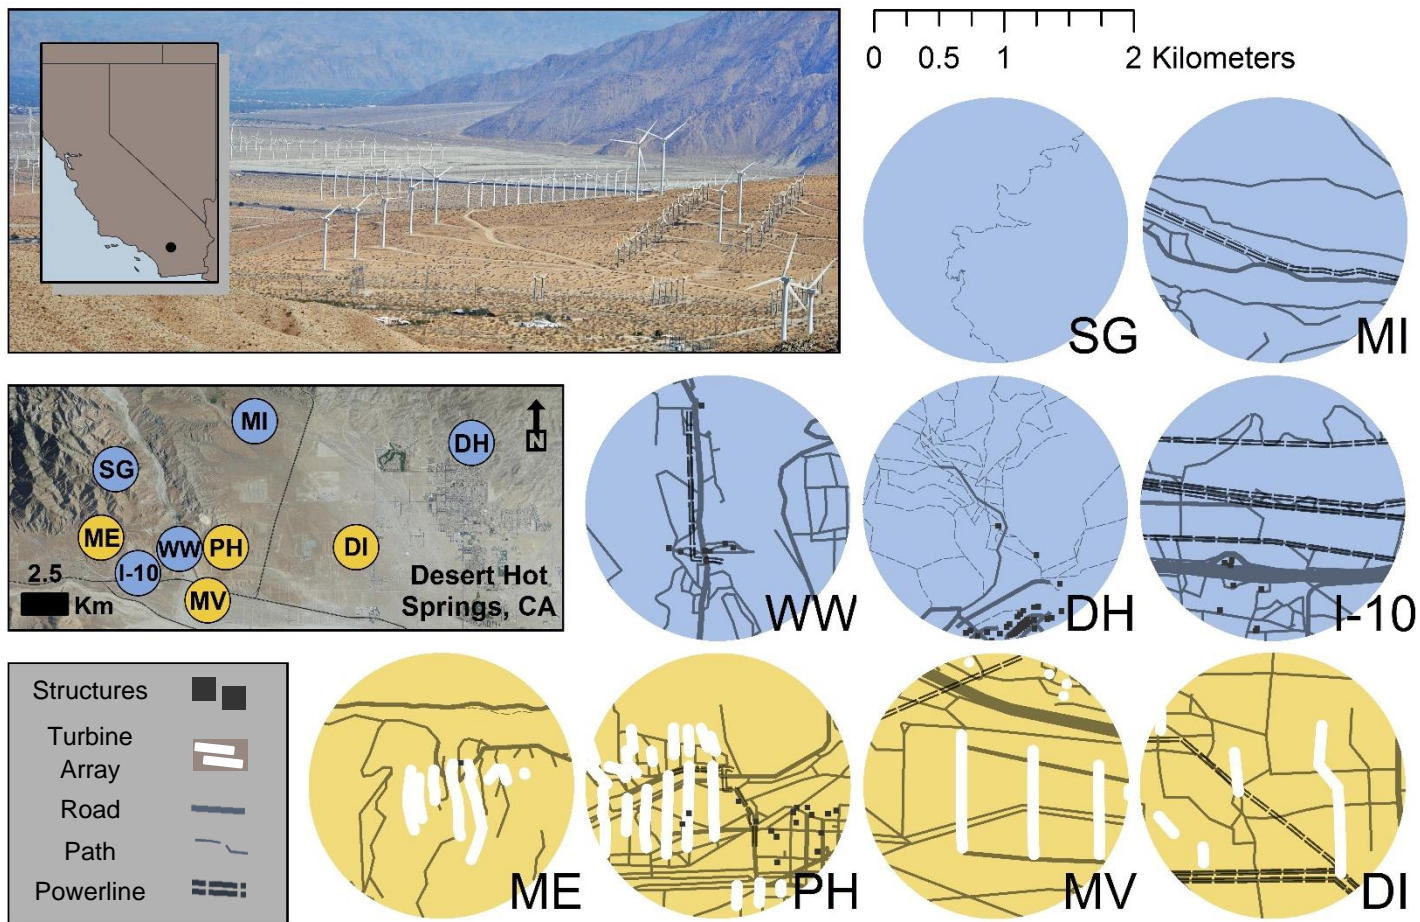 0 0.5 1 2 Kilometers
SG
MI
MI
DH
N
SG
ME
WW
PH
DI
I-10
MV
2.5
Km
Desert Hot
Springs, CA
WW
DH
I-10
Structures
Turbine
Array
Road
Path
Powerline
ME
PH
MV
DI